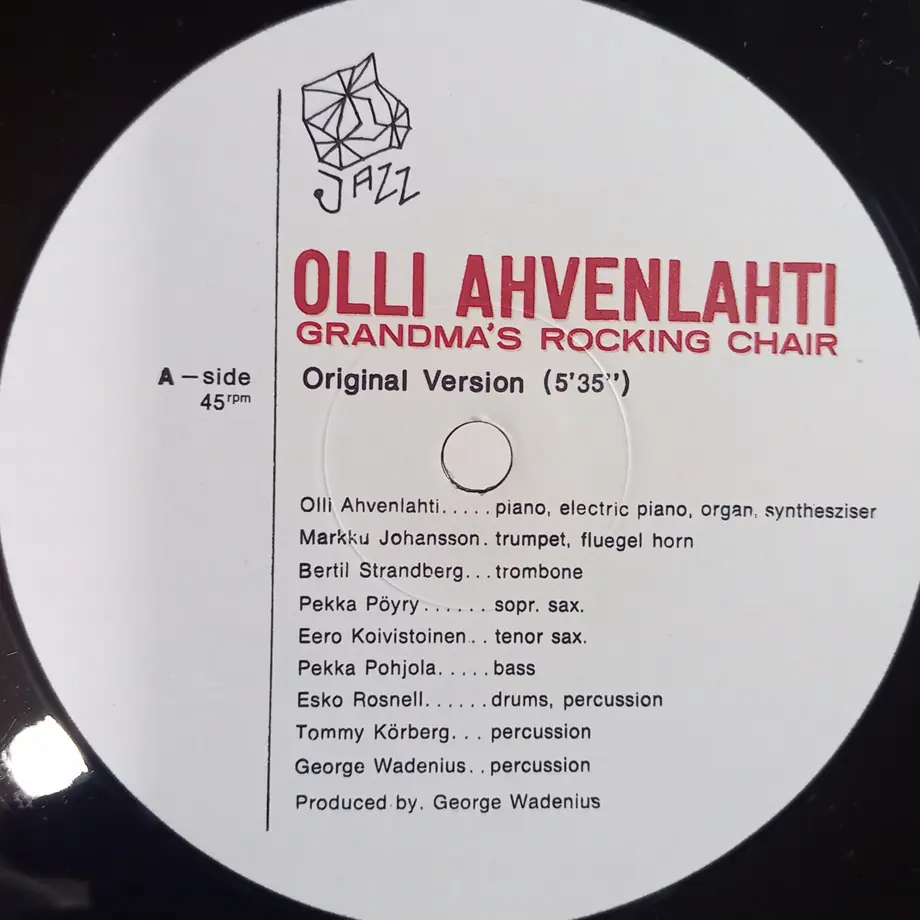 JAZZ
OLLI AHVENLAHTI
GRANDMA'S ROCKING CHAIR
A – side
45rpm
Original Version (5'35'')
Olli Ahvenlahti..... piano, electric piano, organ, synthesziser
Markku Johansson. trumpet, fluegel horn
Bertil Strandberg... trombone
Pekka Pöyry...... sopr. sax.
Eero Koivistoinen.. tenor sax.
Pekka Pohjola..... bass
Esko Rosnell...... drums, percussion
Tommy Körberg... percussion
George Wadenius.. percussion
Produced by. George Wadenius